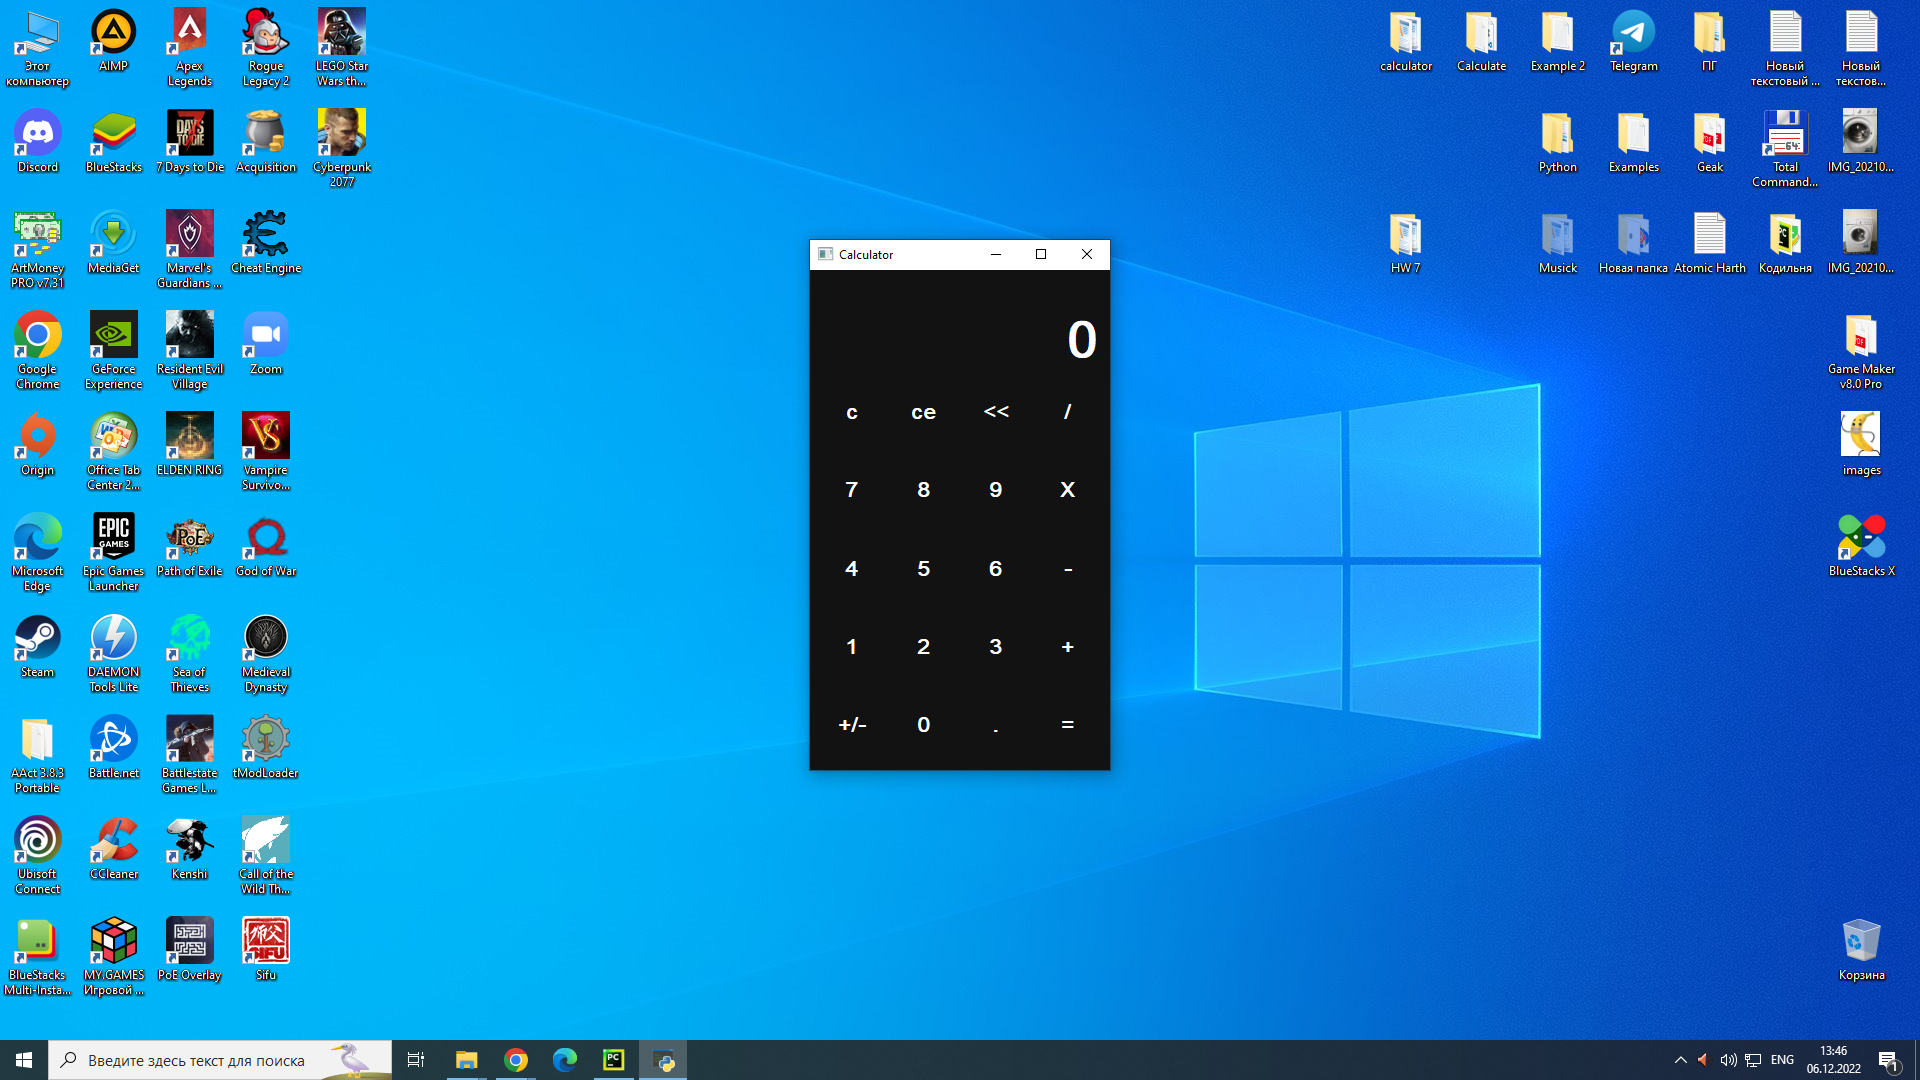 Этот
компьютер
AIMP
Apex
Legends
Rogue
Legacy 2
LEGO Star
Wars th...
Discord
BlueStacks
7 Days to Die
Acquisition
Cyberpunk
2077
ArtMoney
PRO v7.31
MediaGet
Marvel's
Guardians ...
Cheat Engine
Google
Chrome
GeForce
Experience
Resident Evil
Village
Zoom
Origin
Office Tab
Center 2...
ELDEN RING
Vampire
Survivo...
Microsoft
Edge
Epic Games
Launcher
Path of Exile
God of War
Steam
DAEMON
Tools Lite
Sea of
Thieves
Medieval
Dynasty
AAct 3.8.3
Portable
Battle.net
Battlestate
Games L...
tModLoader
Ubisoft
Connect
CCleaner
Kenshi
Call of the
Wild Th...
BlueStacks
Multi-Insta...
MY.GAMES
Игровой ...
PoE Overlay
Sifu
Calculator
0
c ce << /
7 8 9 X
4 5 6 -
1 2 3 +
+/- 0 . =
calculator
Calculate
Example 2
Telegram
ПГ
Новый
текстовый ...
Новый
текстов...
Python
Examples
Geak
Total
Command...
IMG_20210...
HW 7
Musick
Новая папка
Atomic Harth
Кодильня
IMG_20210...
Game Maker
v8.0 Pro
images
BlueStacks X
Корзина
Введите здесь текст для поиска
ENG
13:46
06.12.2022
1